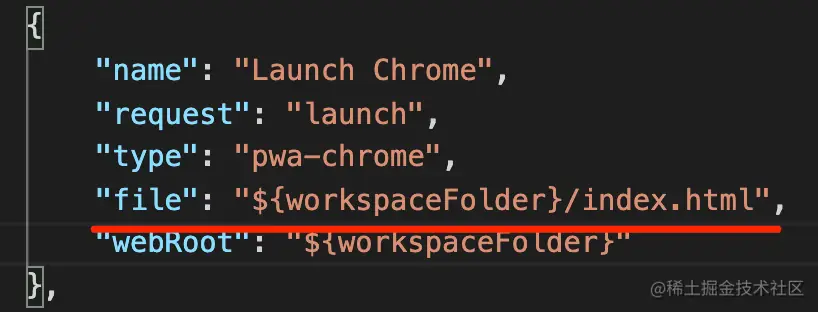 {
"name": "Launch Chrome",
"request": "launch",
"type": "pwa-chrome",
"file": "${workspaceFolder}/index.html",
"webRoot": "${workspaceFolder}"
},
@稀土掘金技术社区